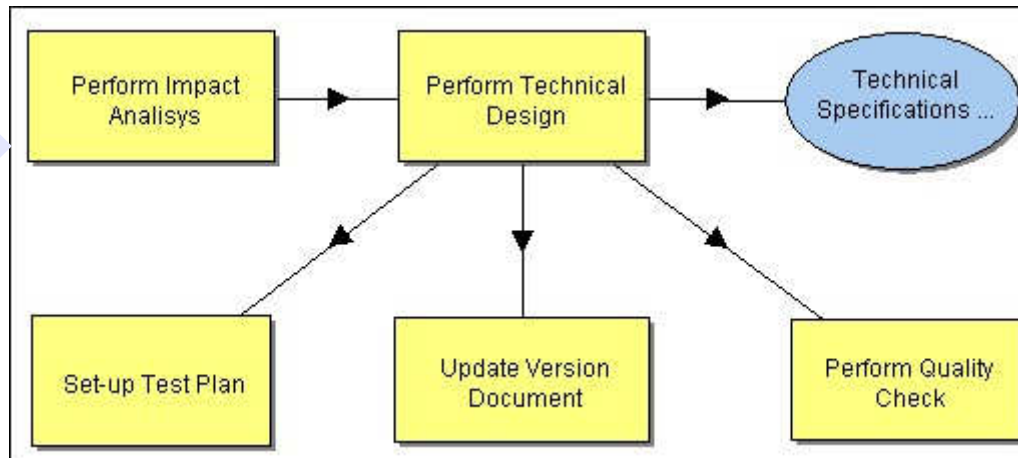 Perform Impact
Analisys
Perform Technical
Design
Technical
Specifications ...
Set-up Test Plan
Update Version
Document
Perform Quality
Check